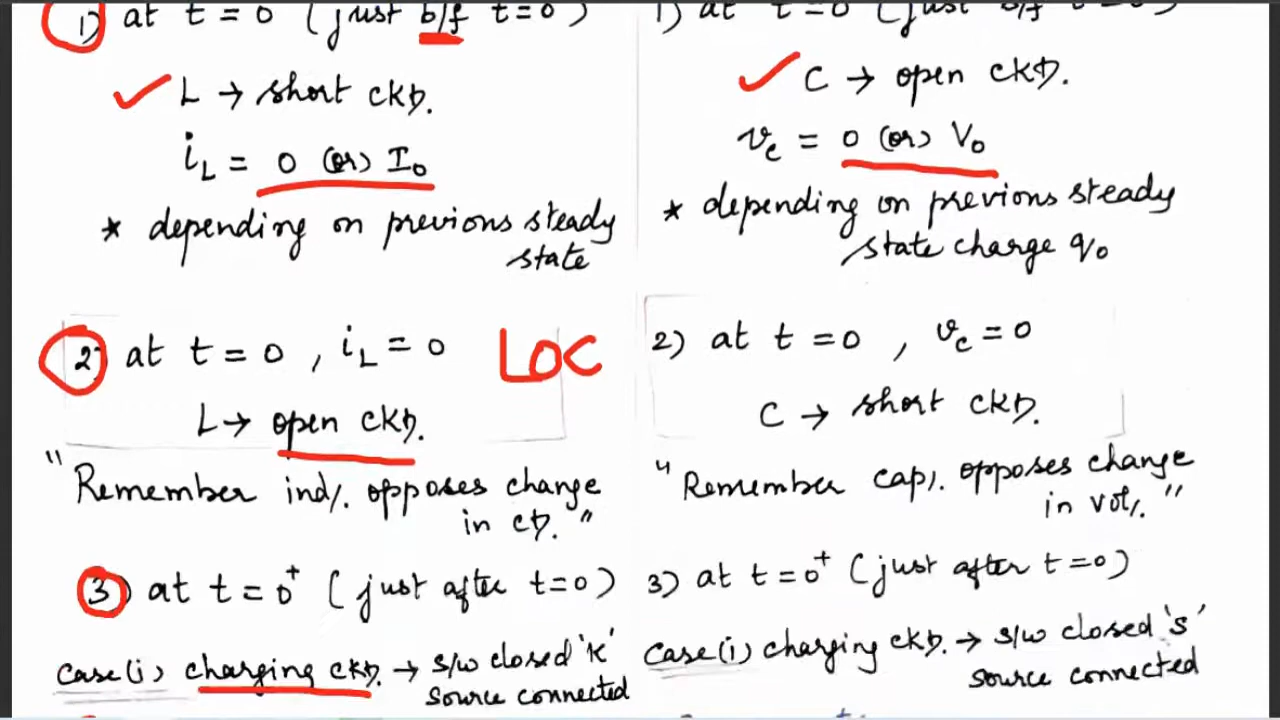 1) at t = 0 (just b/f t=0)
✓ L → short ckt.
iL = 0 (or) I₀
* depending on previous steady
state
2) at t = 0 , iL = 0 LOC
L → open ckt.
"Remember ind/. opposes change
in ct. "
3) at t = 0⁺ ( just after t=0 )
case(i) charging ckt. → s/w closed 'k'
source connected
1) at t = 0 (just b/f t=0)
✓ C → open ckt.
vc = 0 (or) V₀
* depending on previous steady
state charge q₀
2) at t = 0 , vc = 0
C → short ckt.
"Remember cap/. opposes change
in vol/. "
3) at t = 0⁺ (just after t=0)
case(i) charging ckt. → s/w closed 's'
source connected